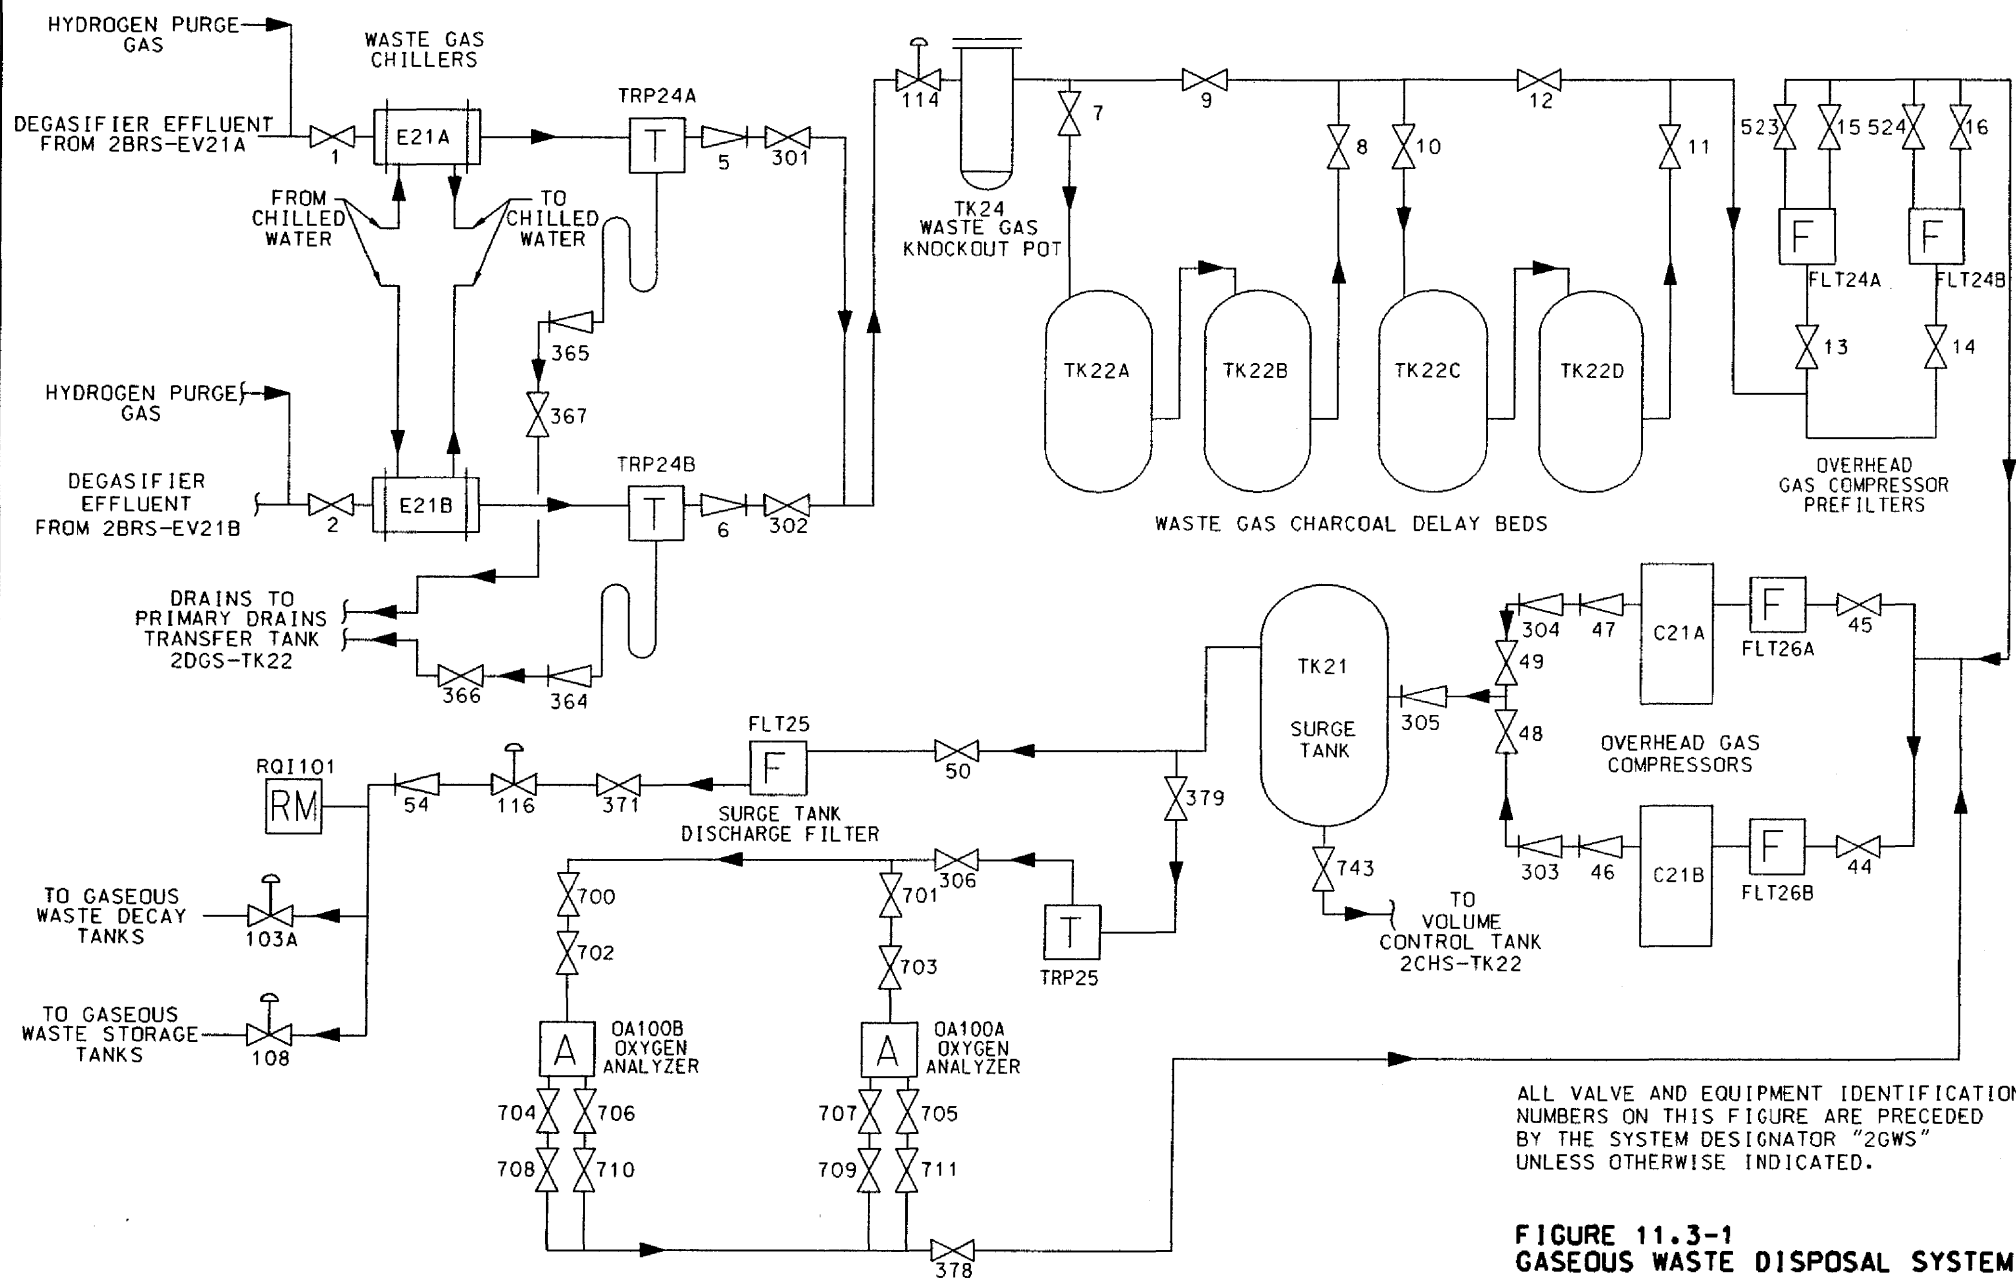 HYDROGEN PURGE
GAS
WASTE GAS
CHILLERS
DEGASIFIER EFFLUENT
FROM 2BRS-EV21A
1
E21A
TRP24A
T
5
301
114
TK24
WASTE GAS
KNOCKOUT POT
7
9
8
10
12
11
523
15
524
16
F
F
FLT24A
FLT24B
13
14
OVERHEAD
GAS COMPRESSOR
PREFILTERS
FROM
CHILLED
WATER
TO
CHILLED
WATER
365
367
TK22A
TK22B
TK22C
TK22D
WASTE GAS CHARCOAL DELAY BEDS
HYDROGEN PURGE
GAS
DEGASIFIER
EFFLUENT
FROM 2BRS-EV21B
2
E21B
TRP24B
T
6
302
DRAINS TO
PRIMARY DRAINS
TRANSFER TANK
2DGS-TK22
366
364
TK21
SURGE
TANK
305
304
47
49
48
C21A
F
FLT26A
45
OVERHEAD GAS
COMPRESSORS
303
46
C21B
F
FLT26B
44
743
TO
VOLUME
CONTROL TANK
2CHS-TK22
RQI101
RM
54
116
371
FLT25
F
SURGE TANK
DISCHARGE FILTER
50
379
306
T
TRP25
TO GASEOUS
WASTE DECAY
TANKS
103A
TO GASEOUS
WASTE STORAGE
TANKS
108
700
702
701
703
A
OA100B
OXYGEN
ANALYZER
A
OA100A
OXYGEN
ANALYZER
704
706
707
705
708
710
709
711
378
ALL VALVE AND EQUIPMENT IDENTIFICATION
NUMBERS ON THIS FIGURE ARE PRECEDED
BY THE SYSTEM DESIGNATOR "2GWS"
UNLESS OTHERWISE INDICATED.
FIGURE 11.3-1
GASEOUS WASTE DISPOSAL SYSTEM